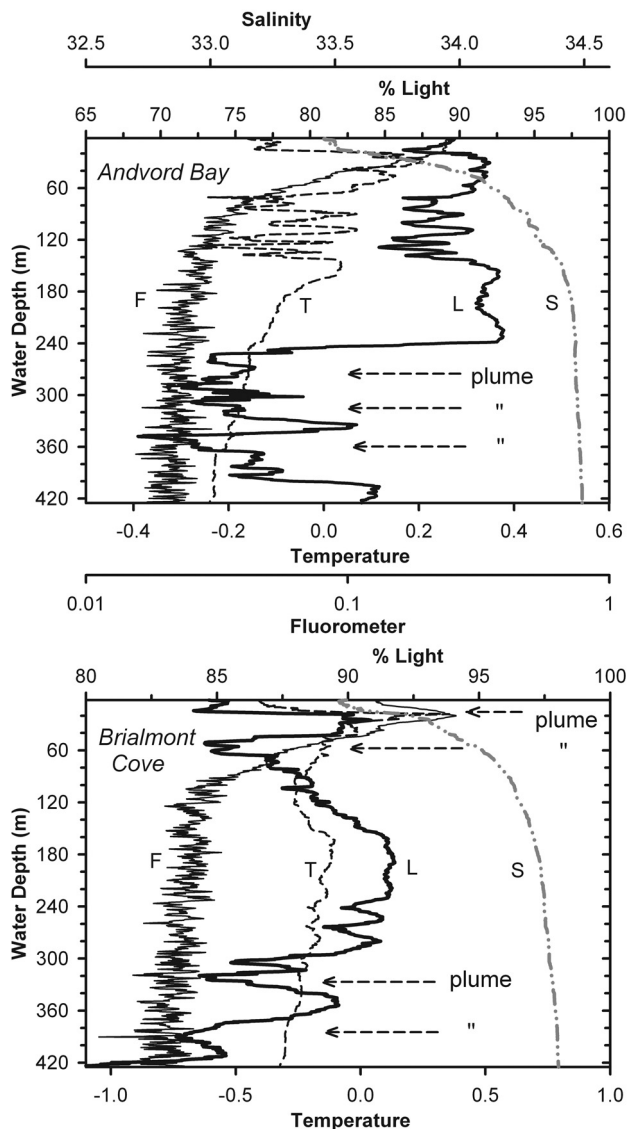 Salinity
32.5 33.0 33.5 34.0 34.5
% Light
65 70 75 80 85 90 95 100
Andvord Bay
60
120
180
F T L S
240
plume
300
"
360
"
420
Water Depth (m)
-0.4 -0.2 0.0 0.2 0.4 0.6
Temperature
0.01 0.1 1
Fluorometer
% Light
80 85 90 95 100
plume
Brialmont
Cove
"
60
120
180
F T L S
240
300
plume
360
"
420
Water Depth (m)
-1.0 -0.5 0.0 0.5 1.0
Temperature